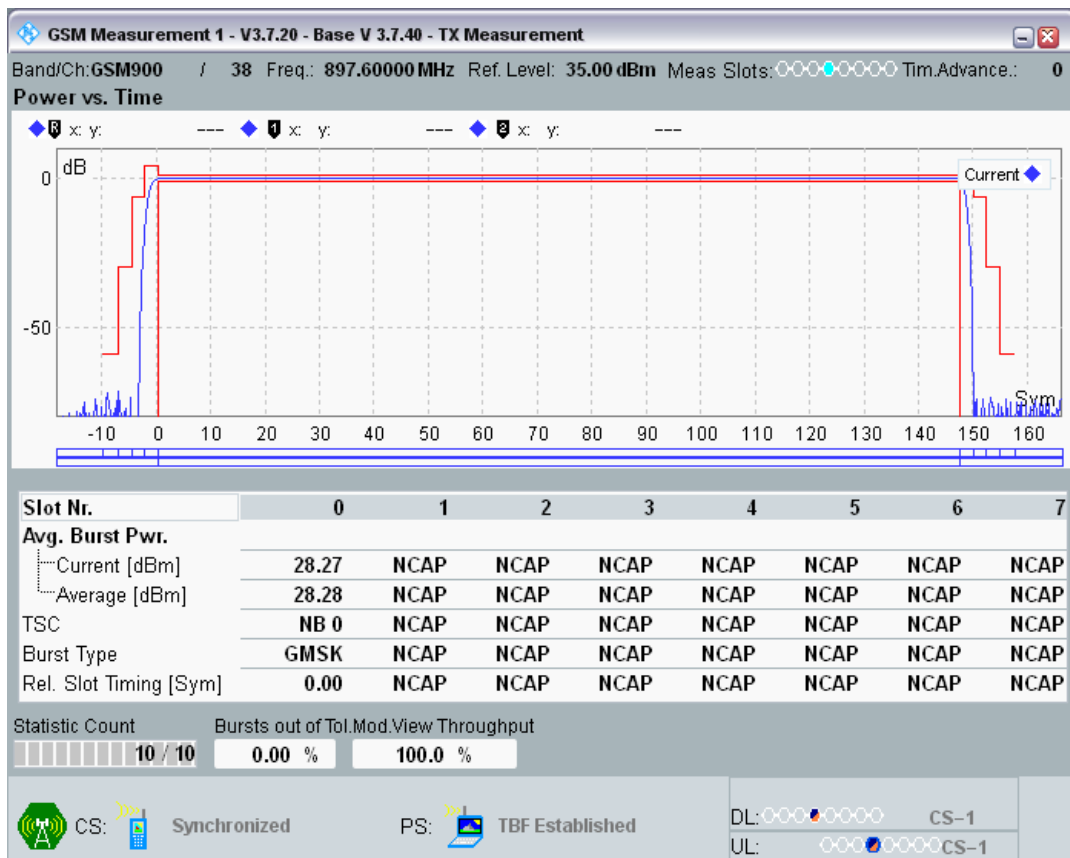 GSM Measurement 1 - V3.7.20 - Base V 3.7.40 - TX Measurement
Band/Ch:GSM900 / 38 Freq.: 897.60000 MHz Ref. Level: 35.00 dBm Meas Slots: Tim.Advance.: 0
Power vs. Time
R x: y: --- 1 x: y: --- 2 x: y: ---
dB
Current
0
-50
Sym
-10 0 10 20 30 40 50 60 70 80 90 100 110 120 130 140 150 160
Slot Nr. 0 1 2 3 4 5 6 7
Avg. Burst Pwr.
Current [dBm] 28.27 NCAP NCAP NCAP NCAP NCAP NCAP NCAP
Average [dBm] 28.28 NCAP NCAP NCAP NCAP NCAP NCAP NCAP
TSC NB 0 NCAP NCAP NCAP NCAP NCAP NCAP NCAP
Burst Type GMSK NCAP NCAP NCAP NCAP NCAP NCAP NCAP
Rel. Slot Timing [Sym] 0.00 NCAP NCAP NCAP NCAP NCAP NCAP NCAP
Statistic Count Bursts out of Tol.Mod.View Throughput
10 / 10 0.00 % 100.0 %
CS: Synchronized PS: TBF Established
DL: CS-1
UL: CS-1